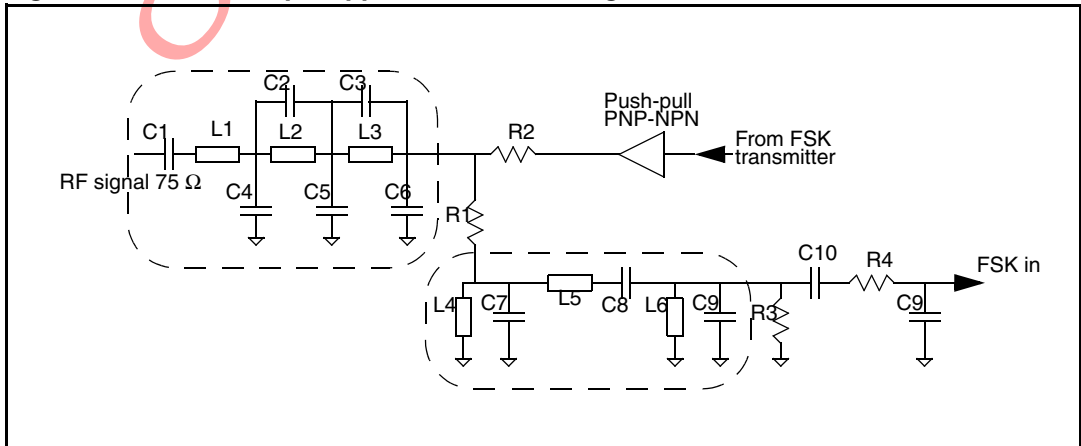 C2
C3
Push-pull
PNP-NPN
C1
L1
L2
L3
R2
From FSK
transmitter
RF signal 75 Ω
C4
C5
C6
R1
C10
R4
FSK in
L4
C7
L5
C8
L6
C9
R3
C9